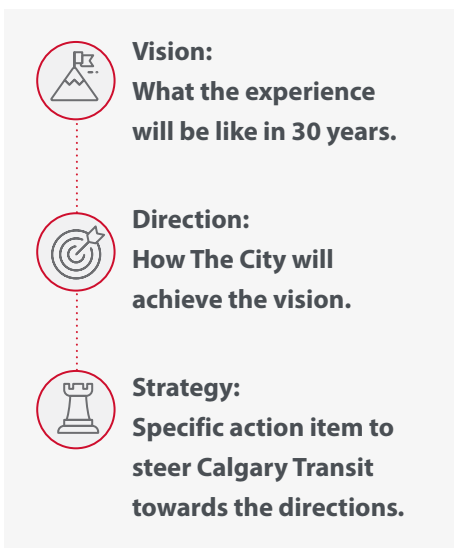 Vision:
What the experience
will be like in 30 years.
Direction:
How The City will
achieve the vision.
Strategy:
Specific action item to
steer Calgary Transit
towards the directions.